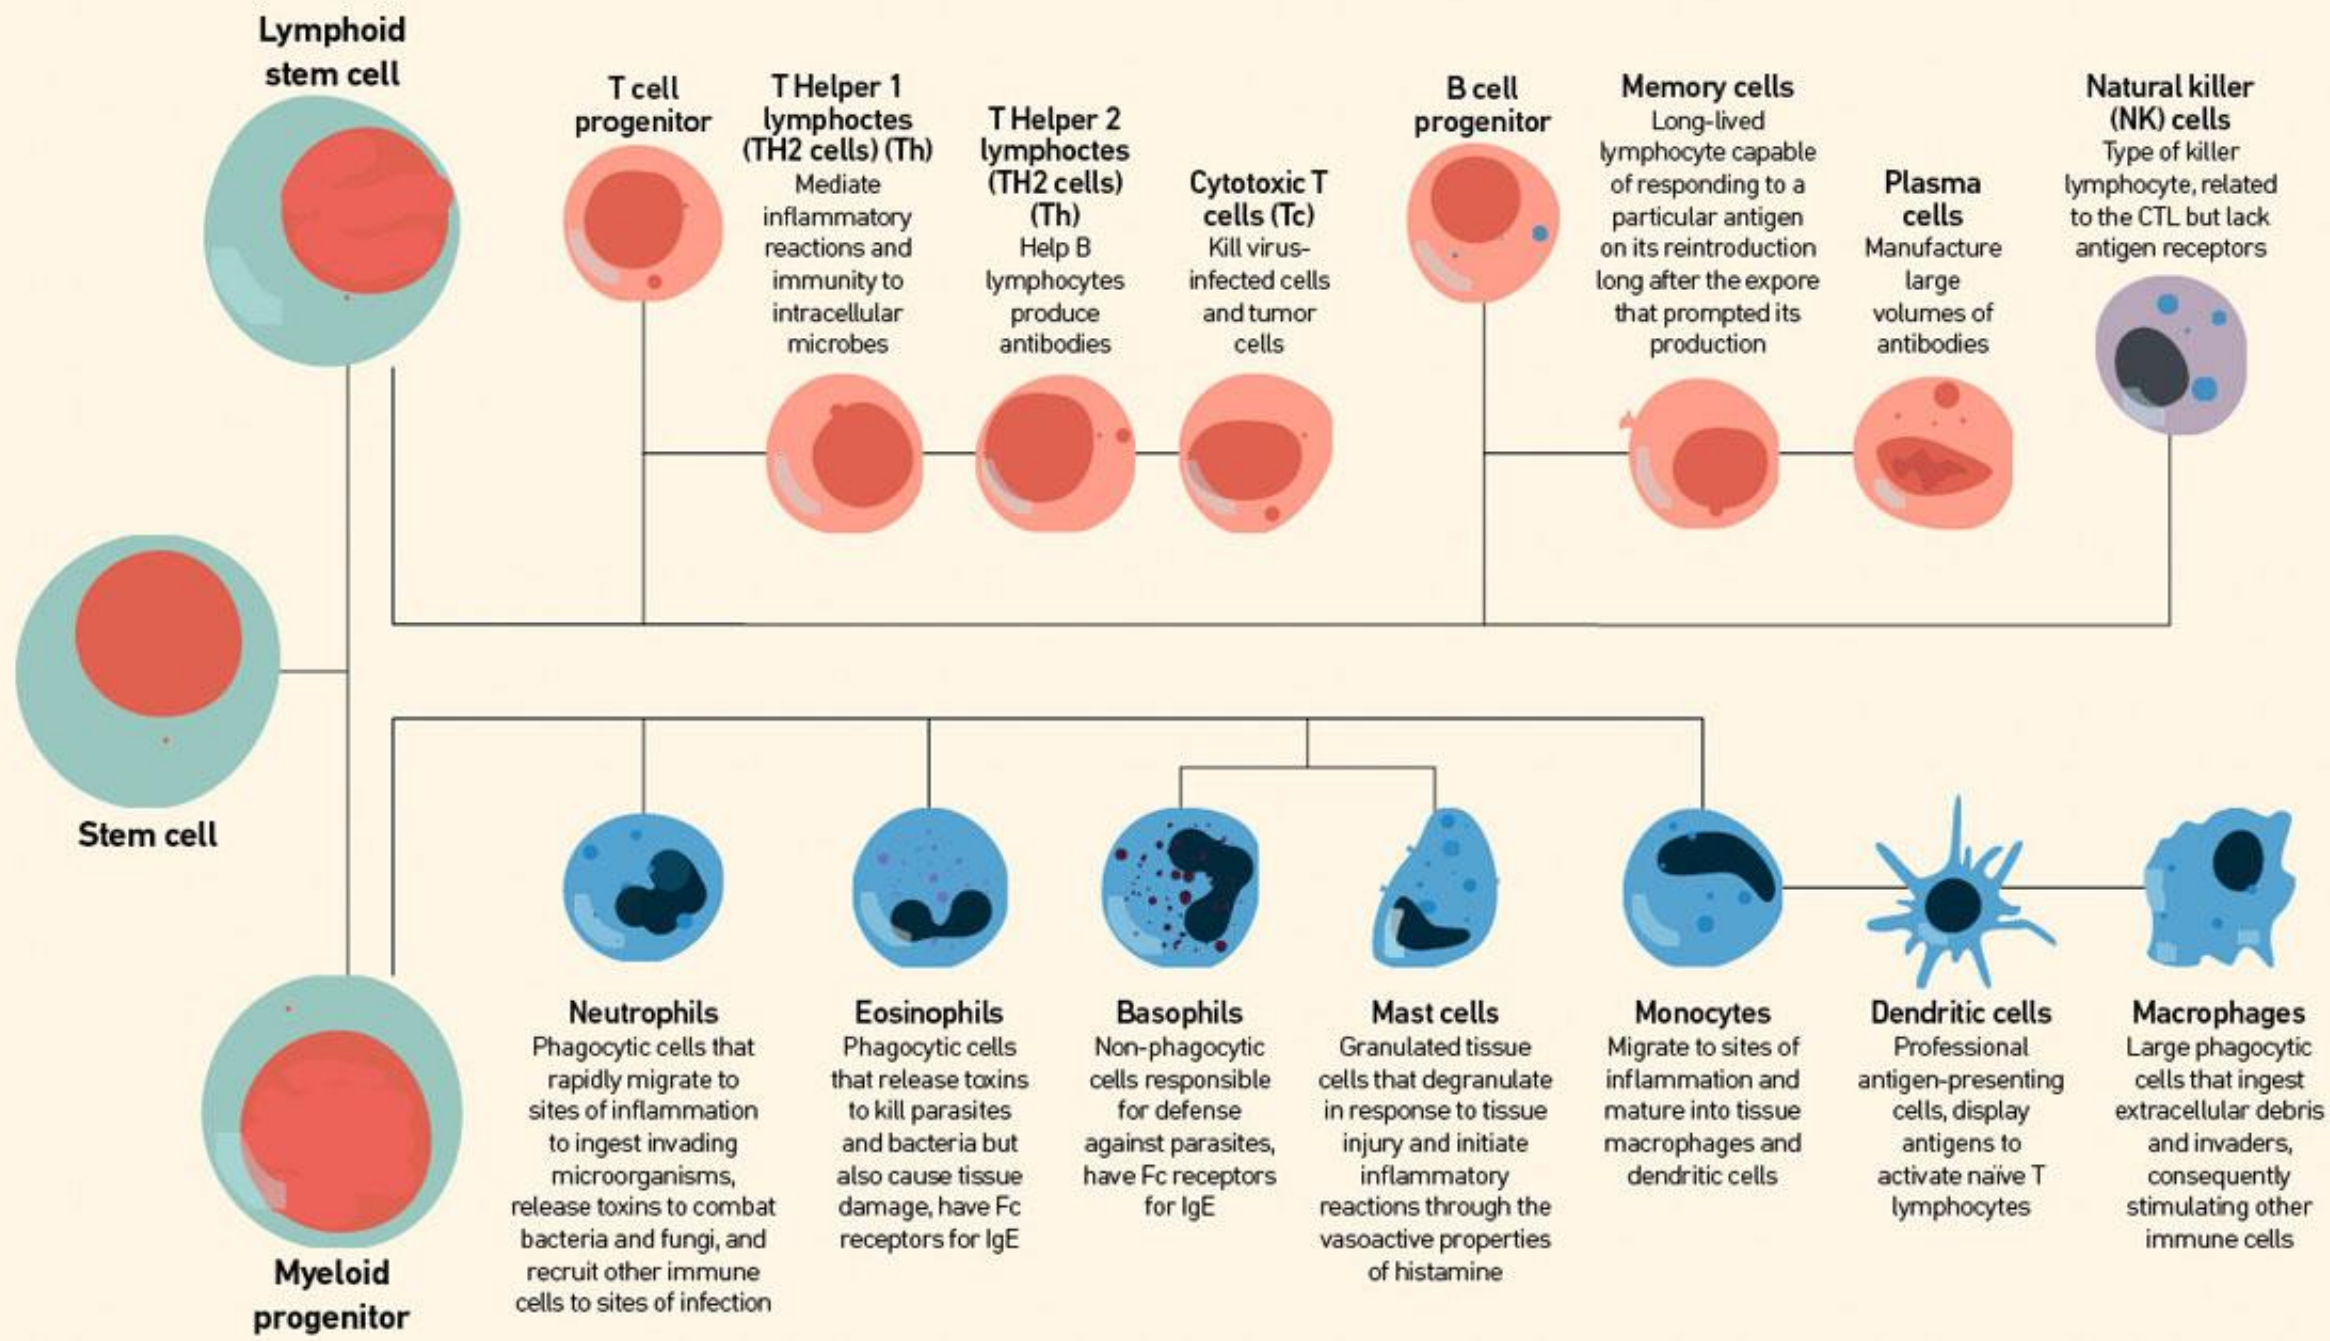 Lymphoid
stem cell
T cell
progenitor
T Helper 1
lymphoctes
(TH2 cells) (Th)
Mediate
inflammatory
reactions and
immunity to
intracellular
microbes
T Helper 2
lymphoctes
(TH2 cells)
(Th)
Help B
lymphocytes
produce
antibodies
Cytotoxic T
cells (Tc)
Kill virus-
infected cells
and tumor
cells
B cell
progenitor
Memory cells
Long-lived
lymphocyte capable
of responding to a
particular antigen
on its reintroduction
long after the expore
that prompted its
production
Plasma
cells
Manufacture
large
volumes of
antibodies
Natural killer
(NK) cells
Type of killer
lymphocyte, related
to the CTL but lack
antigen receptors
Stem cell
Myeloid
progenitor
Neutrophils
Phagocytic cells that
rapidly migrate to
sites of inflammation
to ingest invading
microorganisms,
release toxins to combat
bacteria and fungi, and
recruit other immune
cells to sites of infection
Eosinophils
Phagocytic cells
that release toxins
to kill parasites
and bacteria but
also cause tissue
damage, have Fc
receptors for IgE
Basophils
Non-phagocytic
cells responsible
for defense
against parasites,
have Fc receptors
for IgE
Mast cells
Granulated tissue
cells that degranulate
in response to tissue
injury and initiate
inflammatory
reactions through the
vasoactive properties
of histamine
Monocytes
Migrate to sites of
inflammation and
mature into tissue
macrophages and
dendritic cells
Dendritic cells
Professional
antigen-presenting
cells, display
antigens to
activate naïve T
lymphocytes
Macrophages
Large phagocytic
cells that ingest
extracellular debris
and invaders,
consequently
stimulating other
immune cells